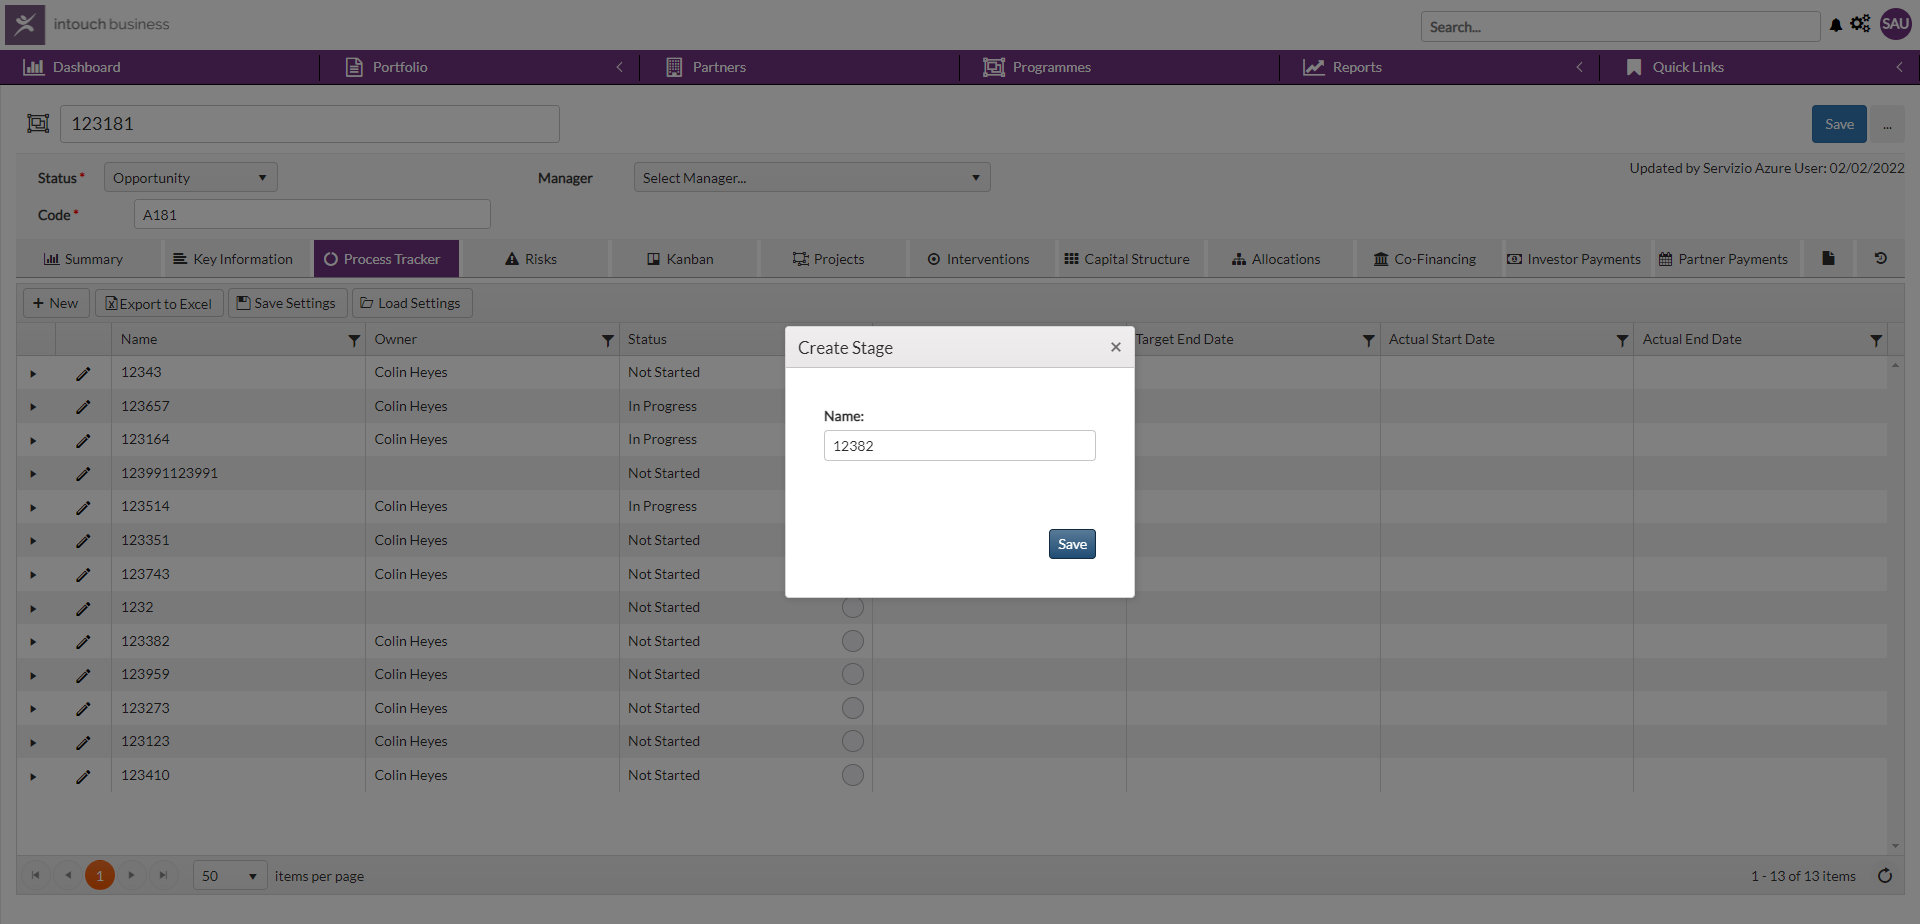 intouch business
Search...
SAU
Dashboard
Portfolio
Partners
Programmes
Reports
Quick Links
123181
Save
...
Status *
Opportunity
Manager
Select Manager...
Updated by Servizio Azure User: 02/02/2022
Code *
A181
Summary
Key Information
Process Tracker
Risks
Kanban
Projects
Interventions
Capital Structure
Allocations
Co-Financing
Investor Payments
Partner Payments
+ New
Export to Excel
Save Settings
Load Settings
Name
Owner
Status
Target End Date
Actual Start Date
Actual End Date
12343 Colin Heyes Not Started
123657 Colin Heyes In Progress
123164 Colin Heyes In Progress
123991123991 Not Started
123514 Colin Heyes In Progress
123351 Colin Heyes Not Started
123743 Colin Heyes Not Started
1232 Not Started
123382 Colin Heyes Not Started
123959 Colin Heyes Not Started
123273 Colin Heyes Not Started
123123 Colin Heyes Not Started
123410 Colin Heyes Not Started
Create Stage
×
Name:
12382
Save
1
50
items per page
1 - 13 of 13 items